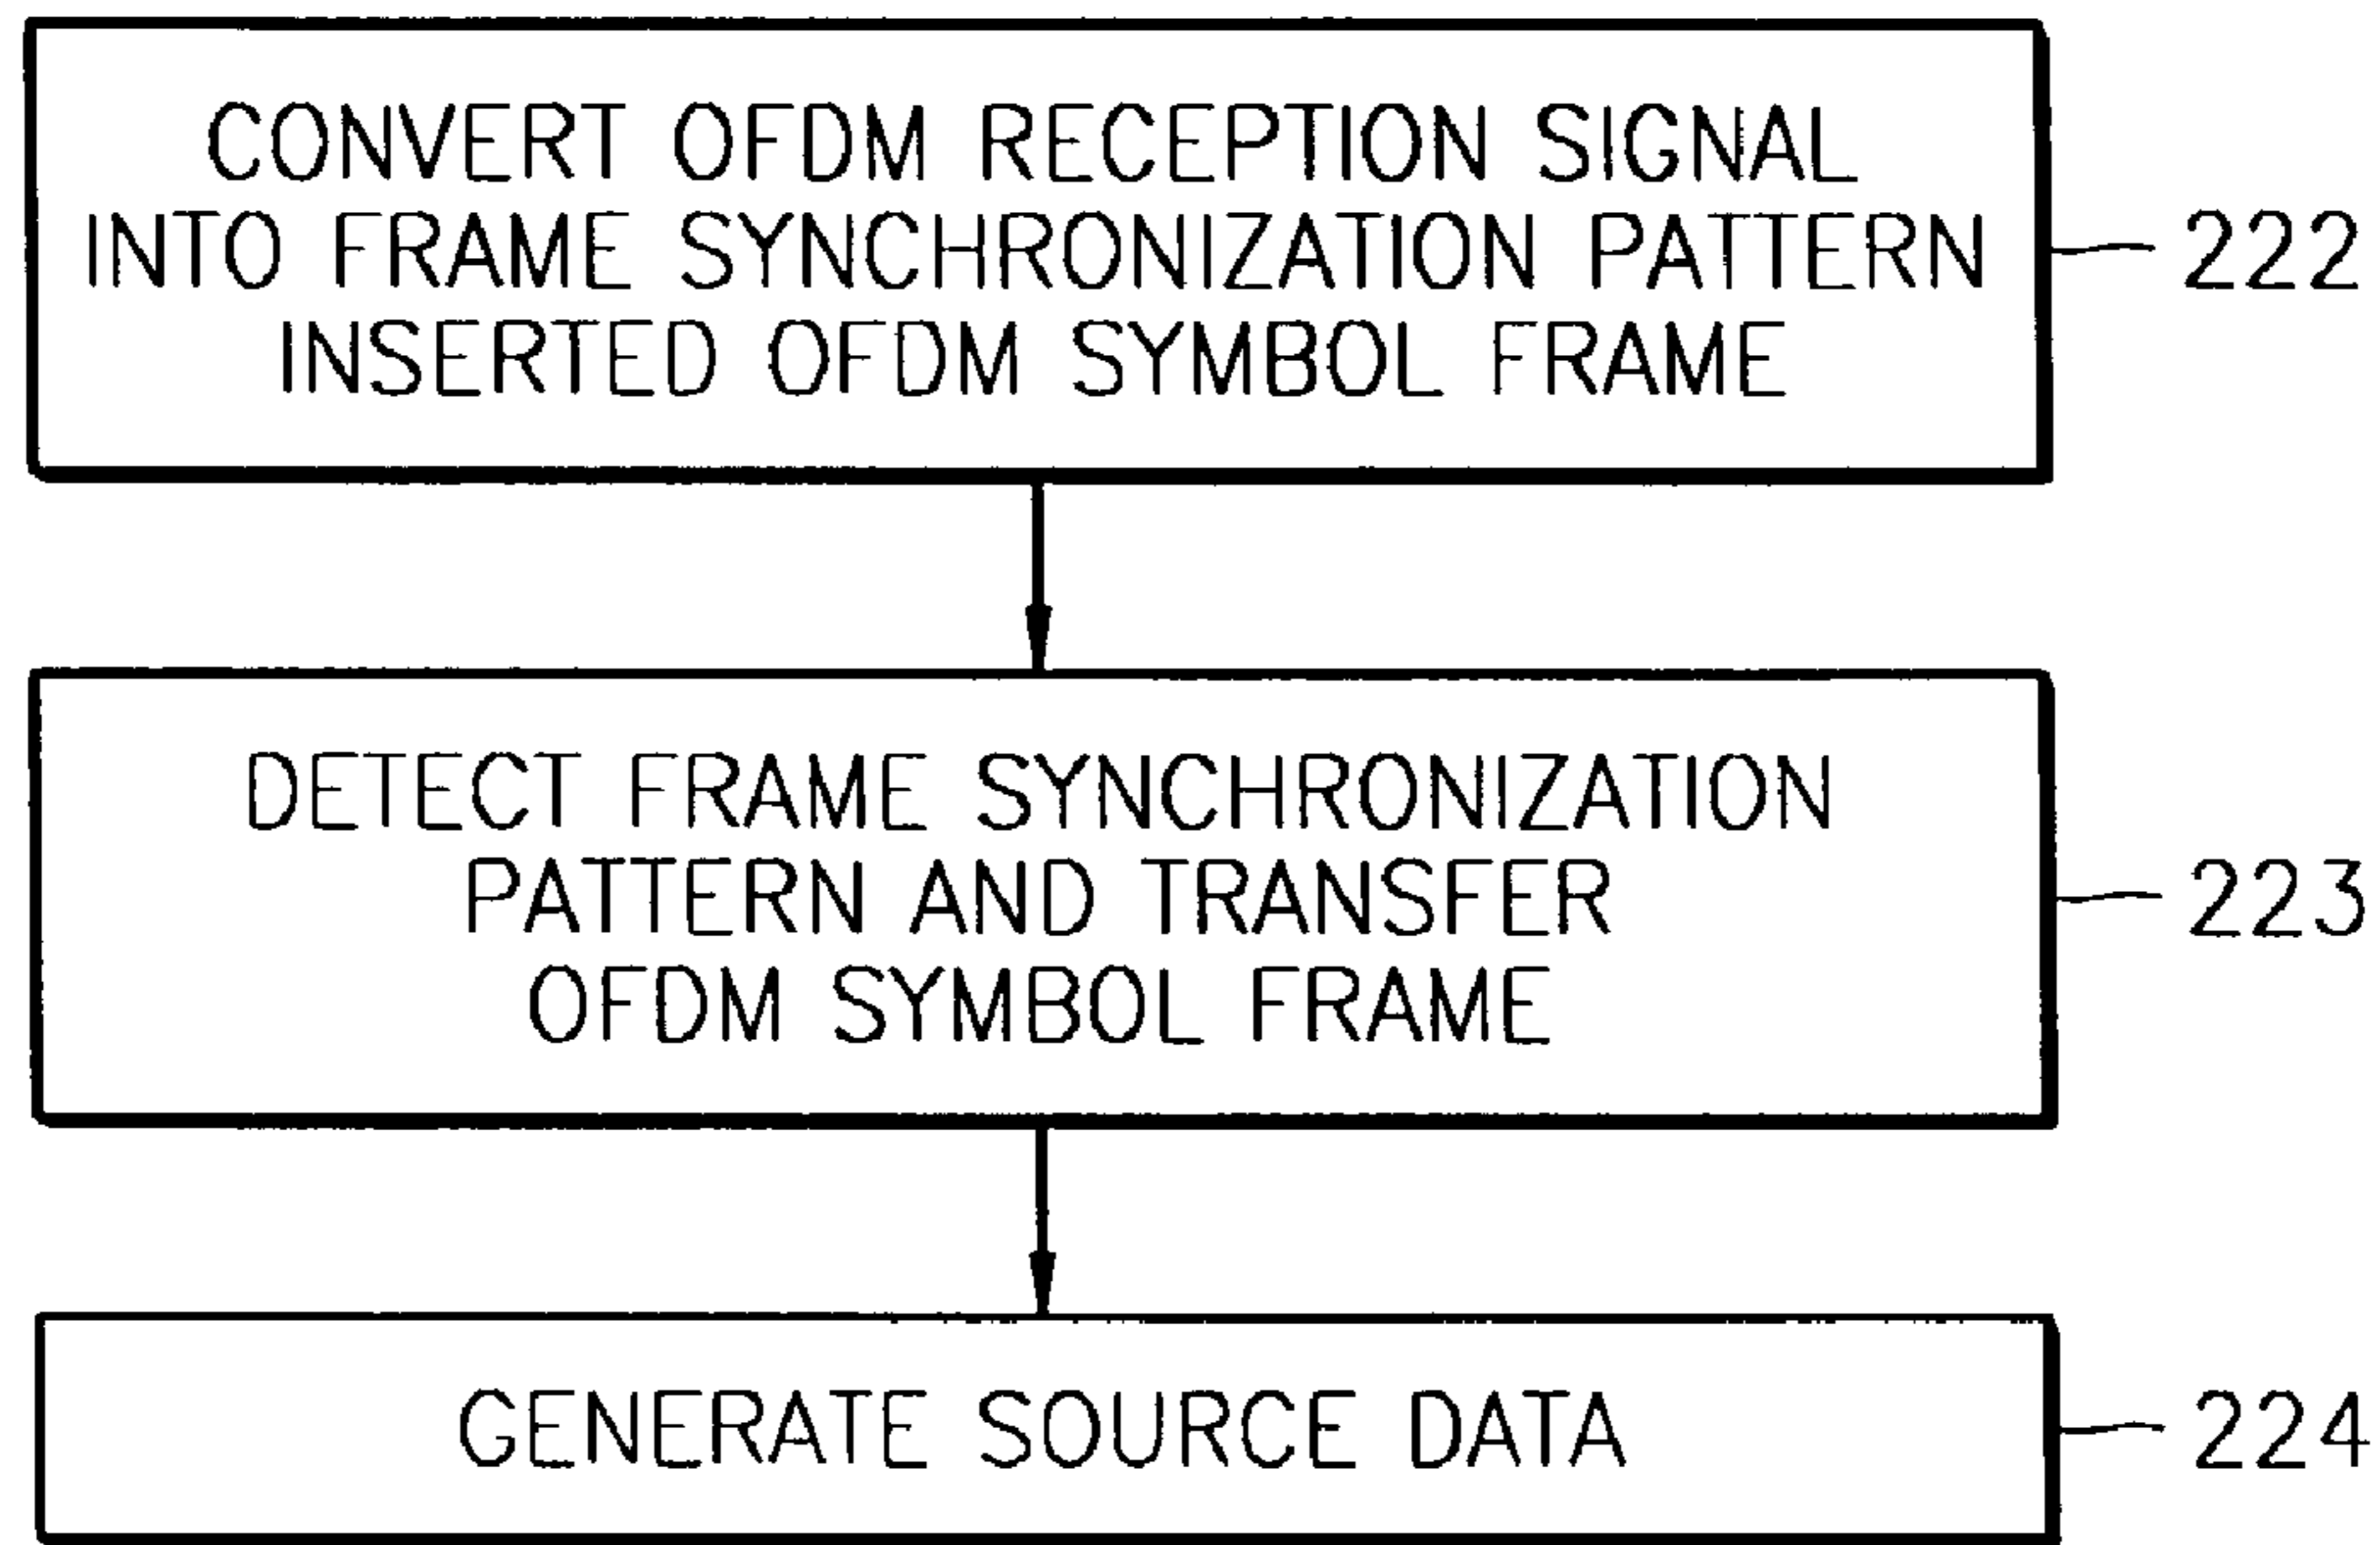 CONVERT OFDM RECEPTION SIGNAL
INTO FRAME SYNCHRONIZATION PATTERN
INSERTED OFDM SYMBOL FRAME
222
DETECT FRAME SYNCHRONIZATION
PATTERN AND TRANSFER
OFDM SYMBOL FRAME
223
GENERATE SOURCE DATA
224